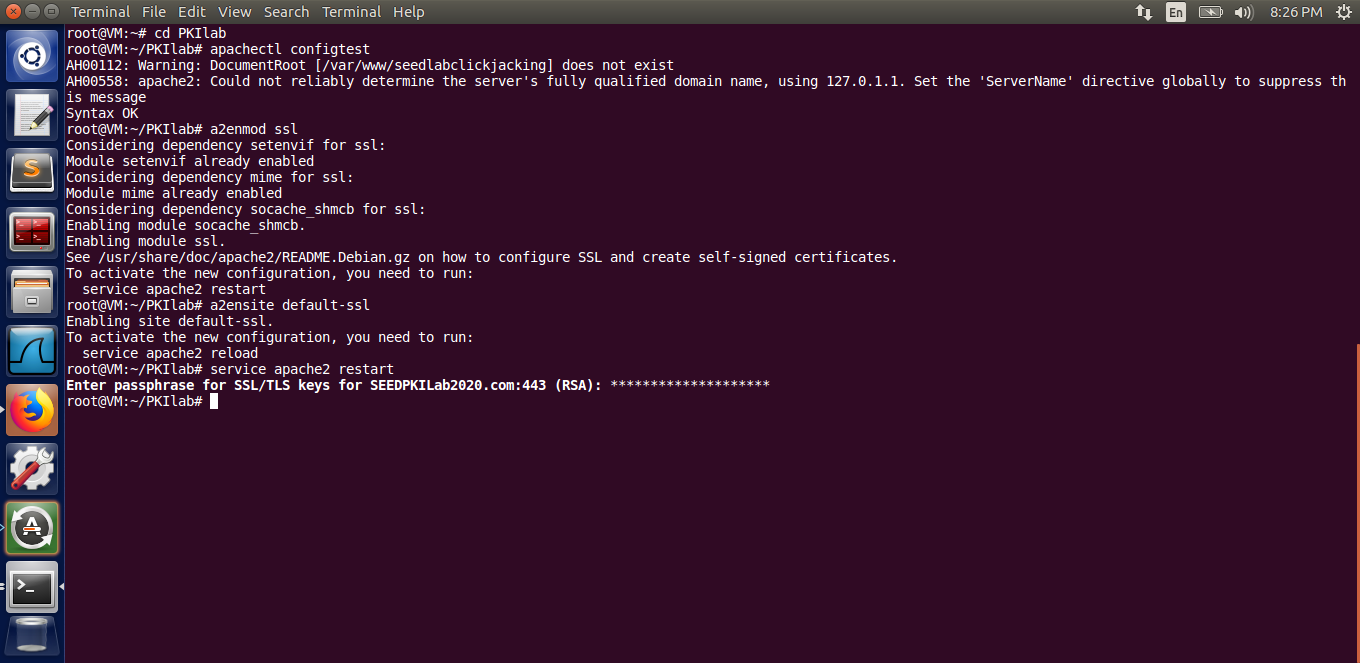 Terminal File Edit View Search Terminal Help En 8:26 PM
root@VM:~# cd PKIlab
root@VM:~/PKIlab# apachectl configtest
AH00112: Warning: DocumentRoot [/var/www/seedlabclickjacking] does not exist
AH00558: apache2: Could not reliably determine the server's fully qualified domain name, using 127.0.1.1. Set the 'ServerName' directive globally to suppress th
is message
Syntax OK
root@VM:~/PKIlab# a2enmod ssl
Considering dependency setenvif for ssl:
Module setenvif already enabled
Considering dependency mime for ssl:
Module mime already enabled
Considering dependency socache_shmcb for ssl:
Enabling module socache_shmcb.
Enabling module ssl.
See /usr/share/doc/apache2/README.Debian.gz on how to configure SSL and create self-signed certificates.
To activate the new configuration, you need to run:
  service apache2 restart
root@VM:~/PKIlab# a2ensite default-ssl
Enabling site default-ssl.
To activate the new configuration, you need to run:
  service apache2 reload
root@VM:~/PKIlab# service apache2 restart
Enter passphrase for SSL/TLS keys for SEEDPKILab2020.com:443 (RSA): ********************
root@VM:~/PKIlab#